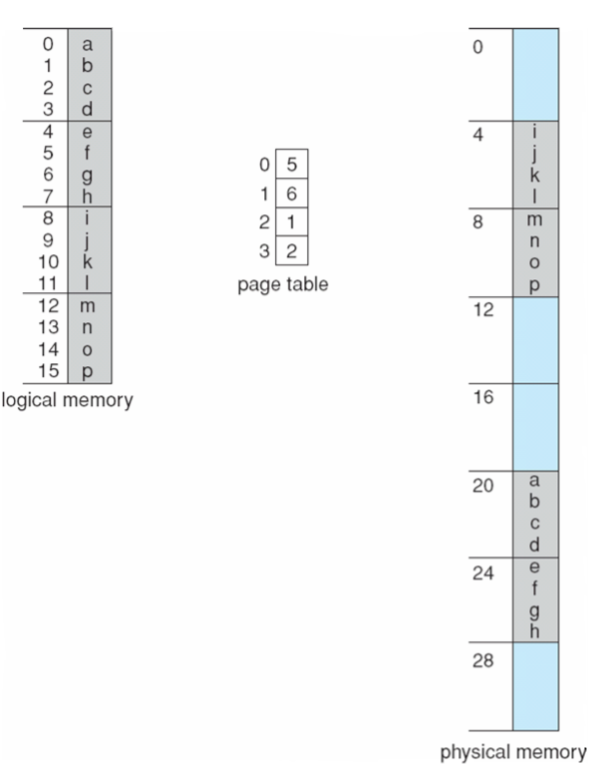 0 a
1 b
2 c
3 d
4 e
5 f
6 g
7 h
8 i
9 j
10 k
11 l
12 m
13 n
14 o
15 p
logical memory
0 5
1 6
2 1
3 2
page table
0
4 i
j
k
l
8 m
n
o
p
12
16
20 a
b
c
d
24 e
f
g
h
28
physical memory